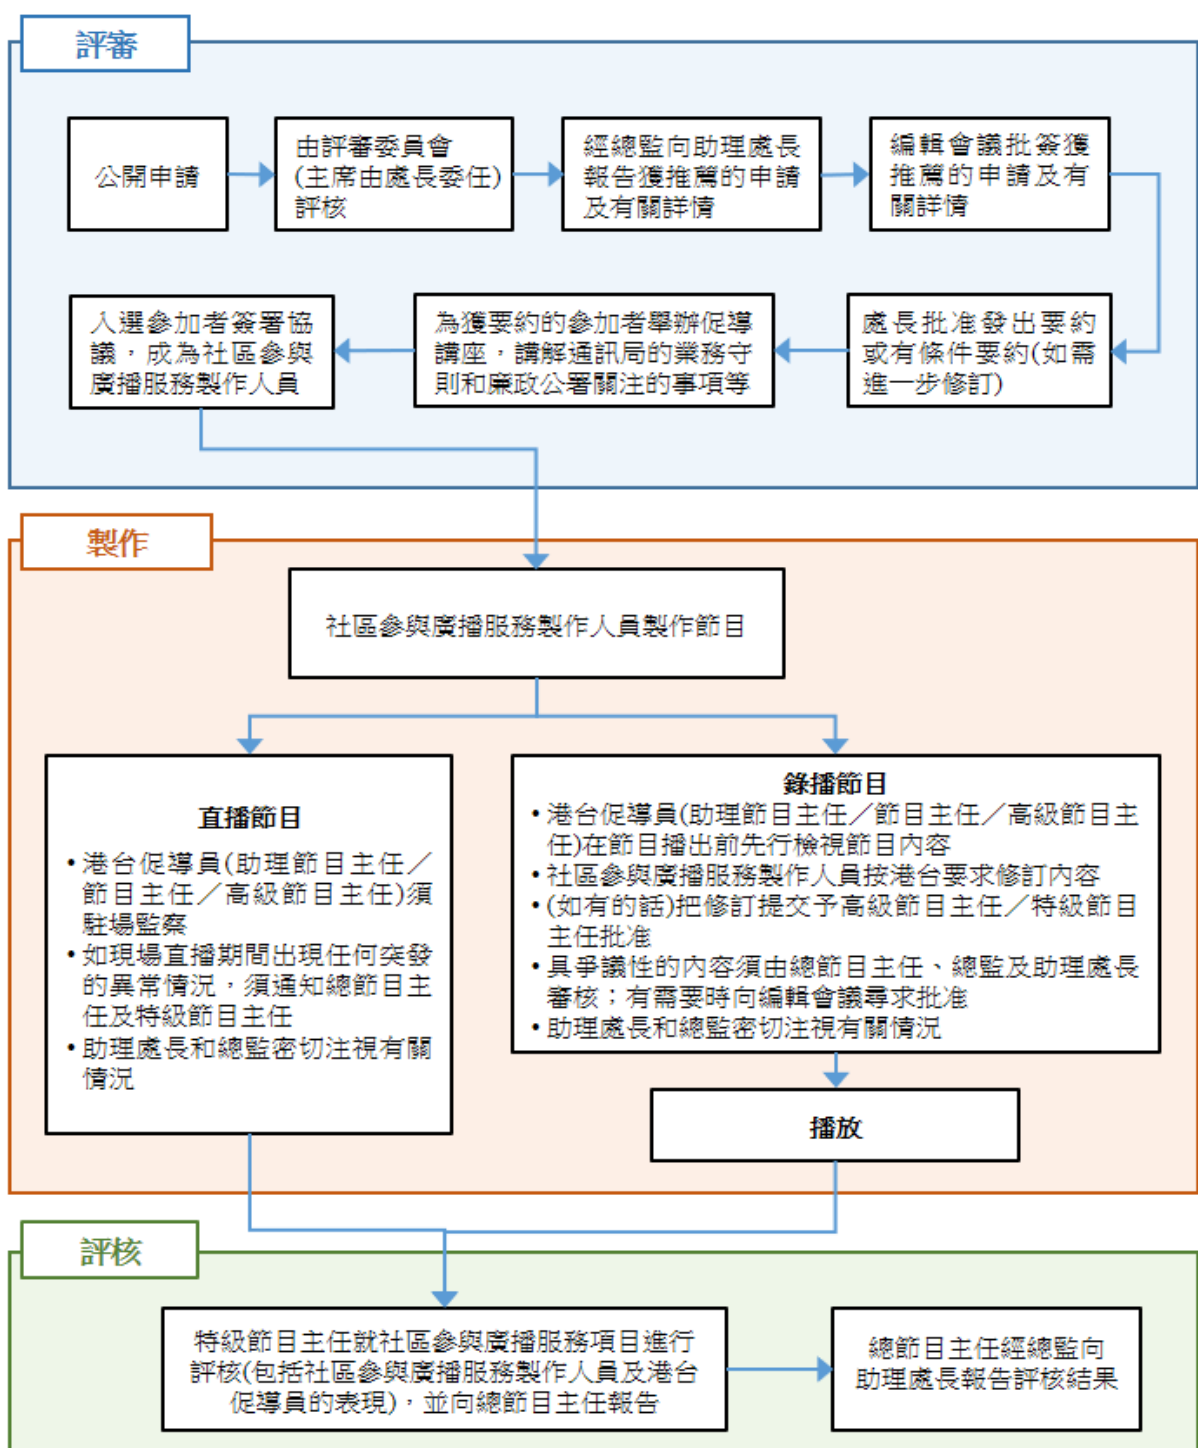 評審
公開申請
由評審委員會
(主席由處長委任)
評核
經總監向助理處長
報告獲推薦的申請
及有關詳情
編輯會議批簽獲
推薦的申請及有
關詳情
處長批准發出要約
或有條件要約(如需
進一步修訂)
為獲要約的參加者舉辦促導
講座，講解通訊局的業務守
則和廉政公署關注的事項等
入選參加者簽署協
議，成為社區參與
廣播服務製作人員
製作
社區參與廣播服務製作人員製作節目
直播節目
• 港台促導員(助理節目主任／
節目主任／高級節目主任)須
駐場監察
• 如現場直播期間出現任何突發
的異常情況，須通知總節目主
任及特級節目主任
• 助理處長和總監密切注視有關
情況
錄播節目
• 港台促導員(助理節目主任／節目主任／高級節目主
任)在節目播出前先行檢視節目內容
• 社區參與廣播服務製作人員按港台要求修訂內容
• (如有的話)把修訂提交予高級節目主任／特級節目
主任批准
• 具爭議性的內容須由總節目主任、總監及助理處長
審核；有需要時向編輯會議尋求批准
• 助理處長和總監密切注視有關情況
播放
評核
特級節目主任就社區參與廣播服務項目進行
評核(包括社區參與廣播服務製作人員及港台
促導員的表現)，並向總節目主任報告
總節目主任經總監向
助理處長報告評核結果